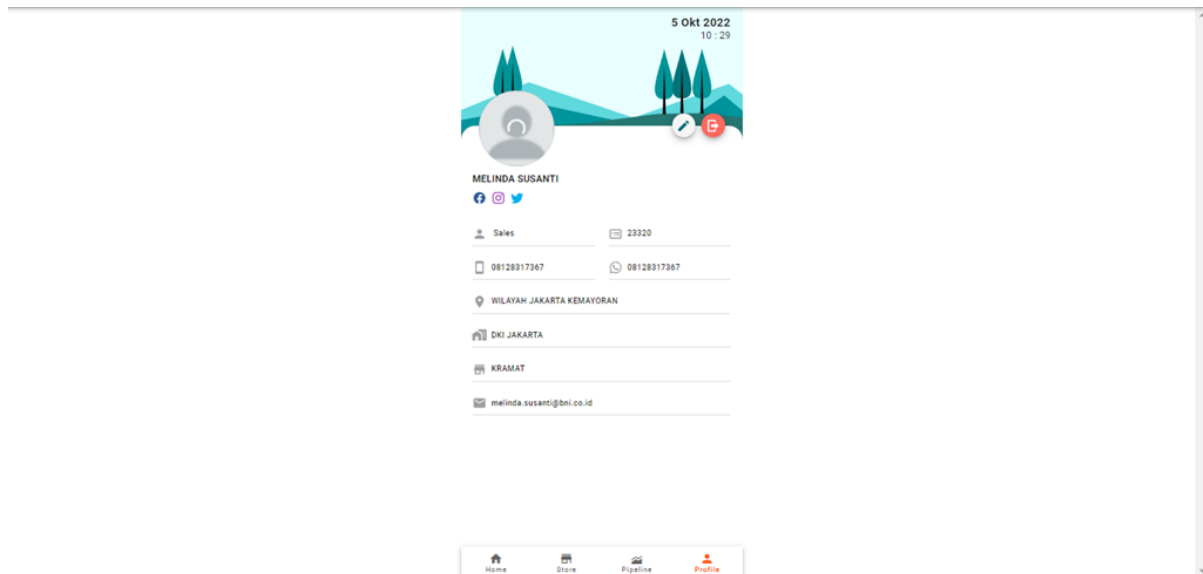 5 Okt 2022
10 : 29
MELINDA SUSANTI
Sales
23320
08128317367
08128317367
WILAYAH JAKARTA KEMAYORAN
DKI JAKARTA
KRAMAT
melinda.susanti@bni.co.id
Home
Store
Pipeline
Profile